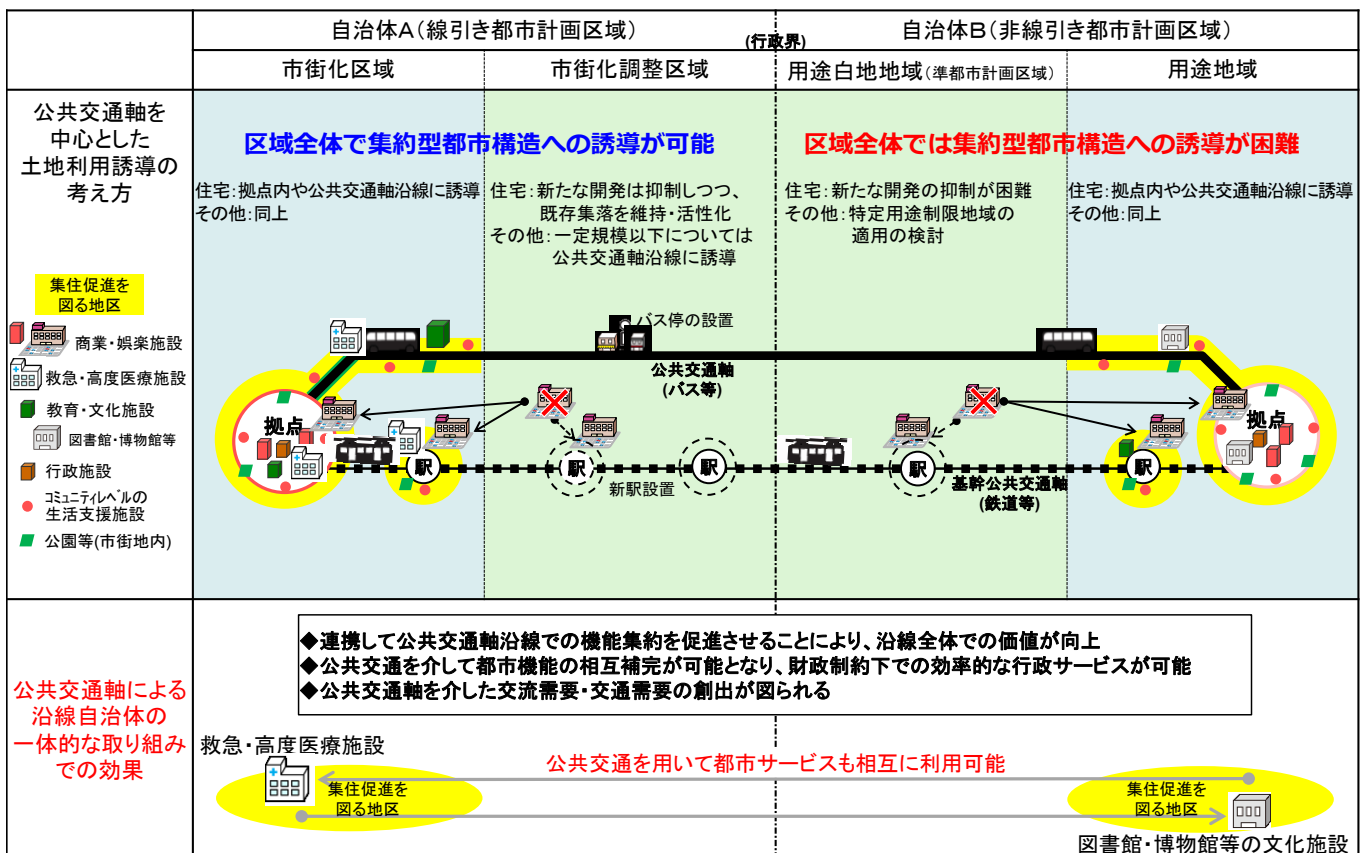 自治体A（線引き都市計画区域）
(行政界)
自治体B（非線引き都市計画区域）
市街化区域
市街化調整区域
用途白地地域（準都市計画区域）
用途地域
公共交通軸を
中心とした
土地利用誘導の
考え方
区域全体で集約型都市構造への誘導が可能
区域全体では集約型都市構造への誘導が困難
住宅：拠点内や公共交通軸沿線に誘導
その他：同上
住宅：新たな開発は抑制しつつ、
既存集落を維持・活性化
その他：一定規模以下については
公共交通軸沿線に誘導
住宅：新たな開発の抑制が困難
その他：特定用途制限地域の
適用の検討
住宅：拠点内や公共交通軸沿線に誘導
その他：同上
集住促進を
図る地区
商業・娯楽施設
救急・高度医療施設
教育・文化施設
図書館・博物館等
行政施設
コミュニティレベルの
生活支援施設
公園等(市街地内)
バス停の設置
公共交通軸
(バス等)
拠点
駅
駅
新駅設置
駅
駅
基幹公共交通軸
(鉄道等)
駅
拠点
公共交通軸による
沿線自治体の
一体的な取り組み
での効果
◆連携して公共交通軸沿線での機能集約を促進させることにより、沿線全体での価値が向上
◆公共交通を介して都市機能の相互補完が可能となり、財政制約下での効率的な行政サービスが可能
◆公共交通軸を介した交流需要・交通需要の創出が図られる
救急・高度医療施設
公共交通を用いて都市サービスも相互に利用可能
集住促進を
図る地区
集住促進を
図る地区
図書館・博物館等の文化施設